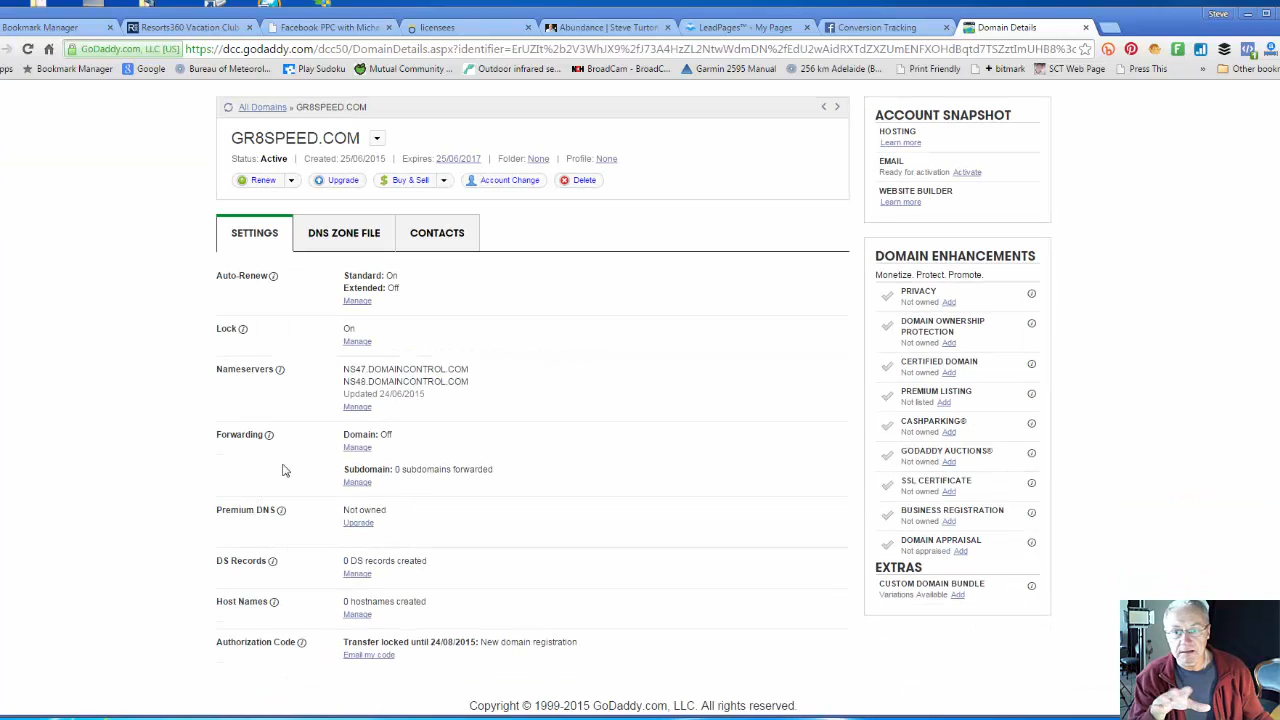 Steve
Bookmark Manager
Resorts360 Vacation Club
Facebook PPC with Miche
licensees
Abundance | Steve Turton
LeadPages™ - My Pages
Conversion Tracking
Domain Details
GoDaddy.com, LLC [US]
Bookmark Manager
Google
Bureau of Meteorol...
Play Sudoku
Mutual Community ...
Outdoor infrared se...
BroadCam - BroadC...
Garmin 2595 Manual
256 km Adelaide (B...
Print Friendly
+ bitmark
SCT Web Page
Press This
»
Other book
All Domains » GR8SPEED.COM
GR8SPEED.COM
Status: Active | Created: 25/06/2015 | Expires: 25/06/2017 | Folder: None | Profile: None
Renew
Upgrade
Buy & Sell
Account Change
Delete
SETTINGS
DNS ZONE FILE
CONTACTS
Auto-Renew
Standard: On
Extended: Off
Manage
Lock
On
Manage
Nameservers
NS47.DOMAINCONTROL.COM
NS48.DOMAINCONTROL.COM
Updated 24/06/2015
Manage
Forwarding
Domain: Off
Manage
Subdomain: 0 subdomains forwarded
Manage
Premium DNS
Not owned
Upgrade
DS Records
0 DS records created
Manage
Host Names
0 hostnames created
Manage
Authorization Code
Transfer locked until 24/08/2015: New domain registration
Email my code
ACCOUNT SNAPSHOT
HOSTING
Learn more
EMAIL
Ready for activation Activate
WEBSITE BUILDER
Learn more
DOMAIN ENHANCEMENTS
Monetize. Protect. Promote.
PRIVACY
Not owned Add
DOMAIN OWNERSHIP
PROTECTION
Not owned Add
CERTIFIED DOMAIN
Not owned Add
PREMIUM LISTING
Not listed Add
CASHPARKING®
Not owned Add
GODADDY AUCTIONS®
Not owned Add
SSL CERTIFICATE
Not owned Add
BUSINESS REGISTRATION
Not owned Add
DOMAIN APPRAISAL
Not appraised Add
EXTRAS
CUSTOM DOMAIN BUNDLE
Variations Available Add
Copyright © 1999-2015 GoDaddy.com, LLC. All rights reserved.